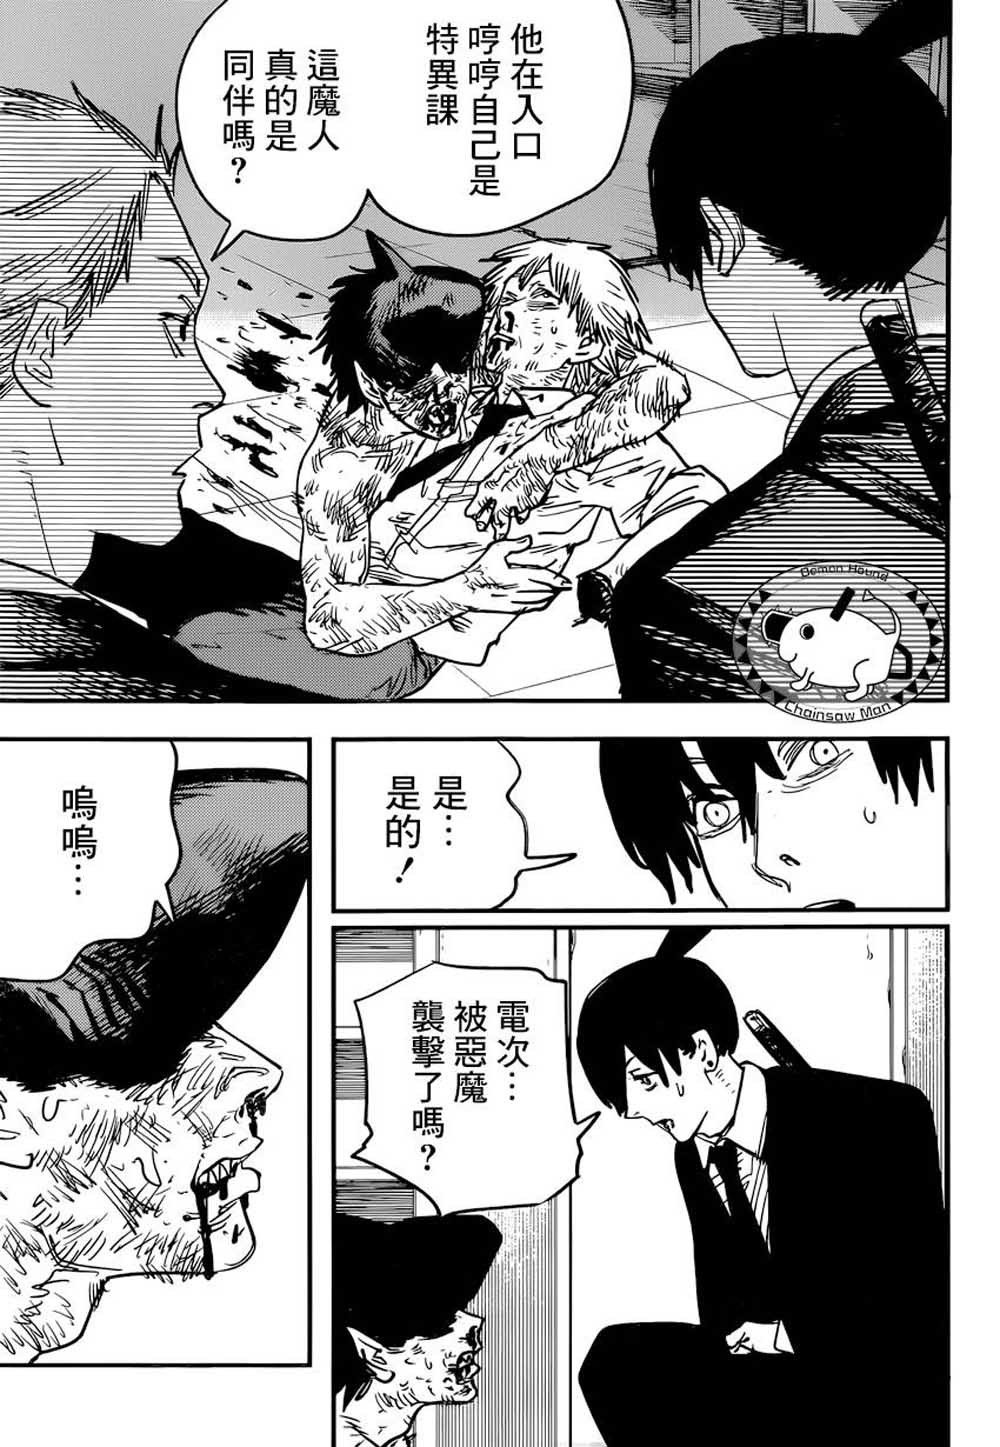 他在入口
哼哼自己是
特異課
這魔人
真的是
同伴嗎?
Demon Hound
Chainsaw Man
是…
是的!
電次…
被惡魔
襲擊了嗎?
嗚
嗚…